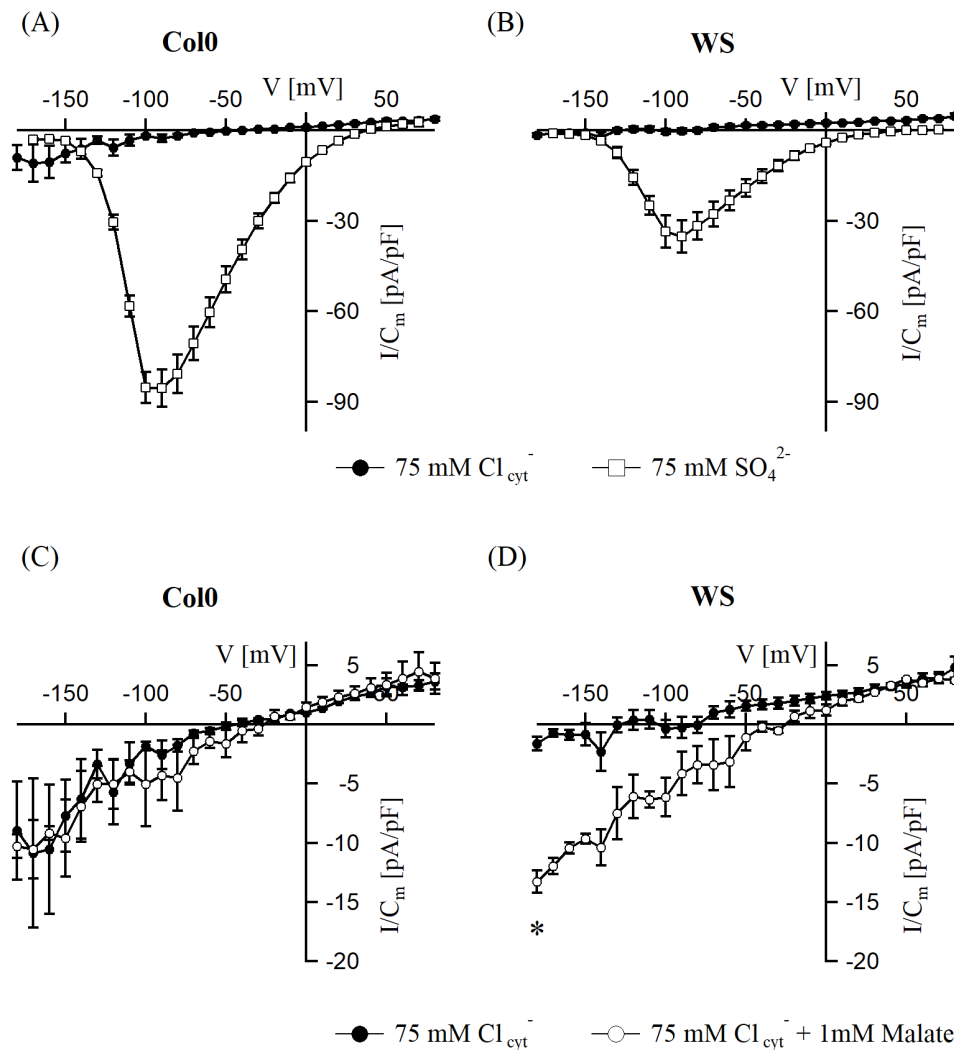 (A)
Col0
V [mV]
-150 -100 -50 50
-30
-60
-90
I/Cm [pA/pF]
(B)
WS
V [mV]
-150 -100 -50 50
-30
-60
-90
I/Cm [pA/pF]
75 mM Clcyt- 75 mM SO42-
(C)
Col0
V [mV]
5
-150 -100 -50 50
-5
-10
-15
-20
I/Cm [pA/pF]
(D)
WS
V [mV]
5
-150 -100 -50 50
-5
-10
-15
-20
I/Cm [pA/pF]
*
75 mM Clcyt- 75 mM Clcyt- + 1mM Malate